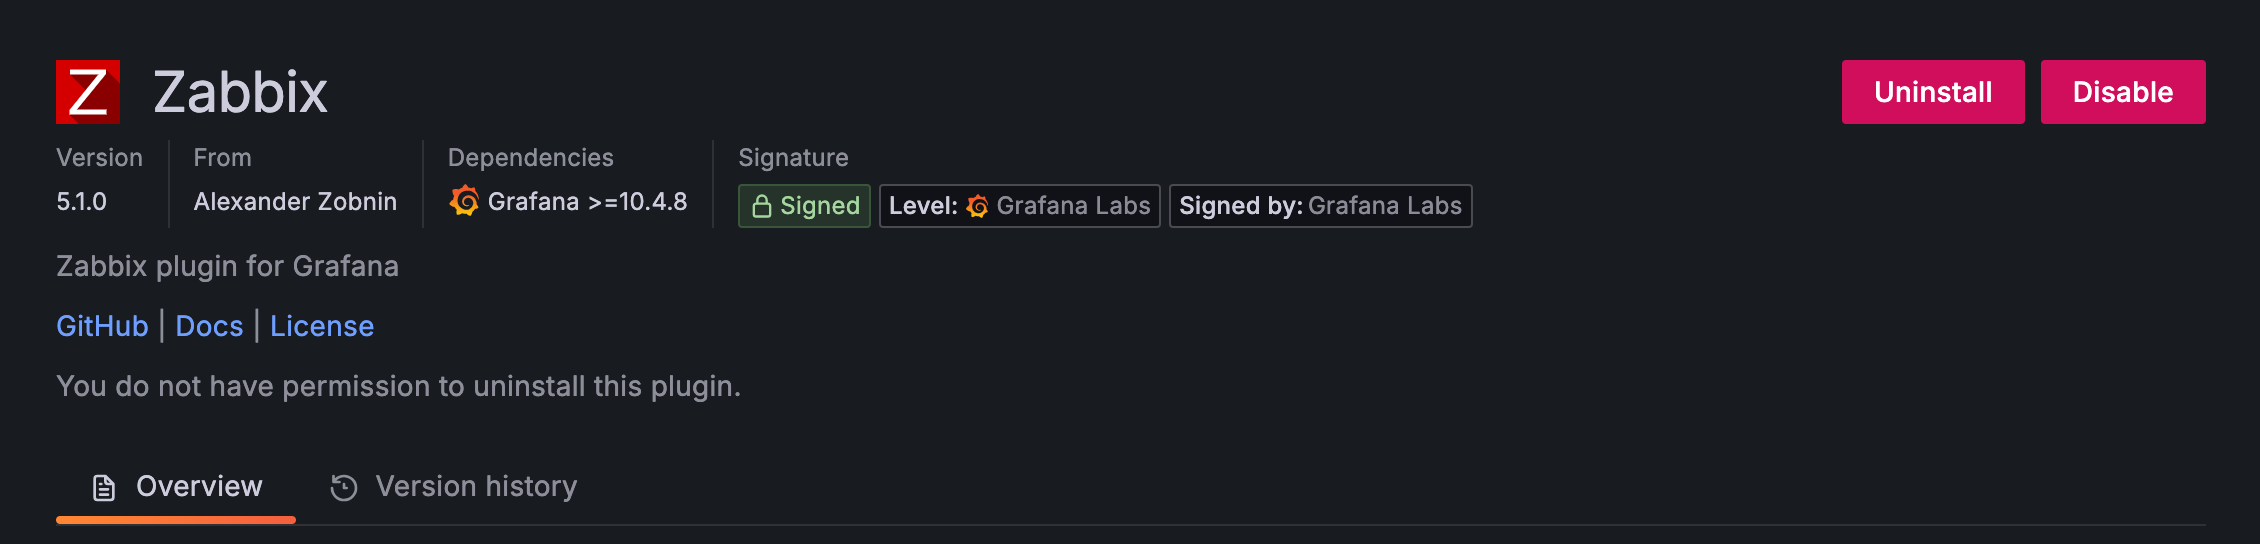 Z Zabbix Uninstall Disable
Version From Dependencies Signature
5.1.0 Alexander Zobnin Grafana >=10.4.8 Signed Level: Grafana Labs Signed by: Grafana Labs
Zabbix plugin for Grafana
GitHub | Docs | License
You do not have permission to uninstall this plugin.
Overview Version history